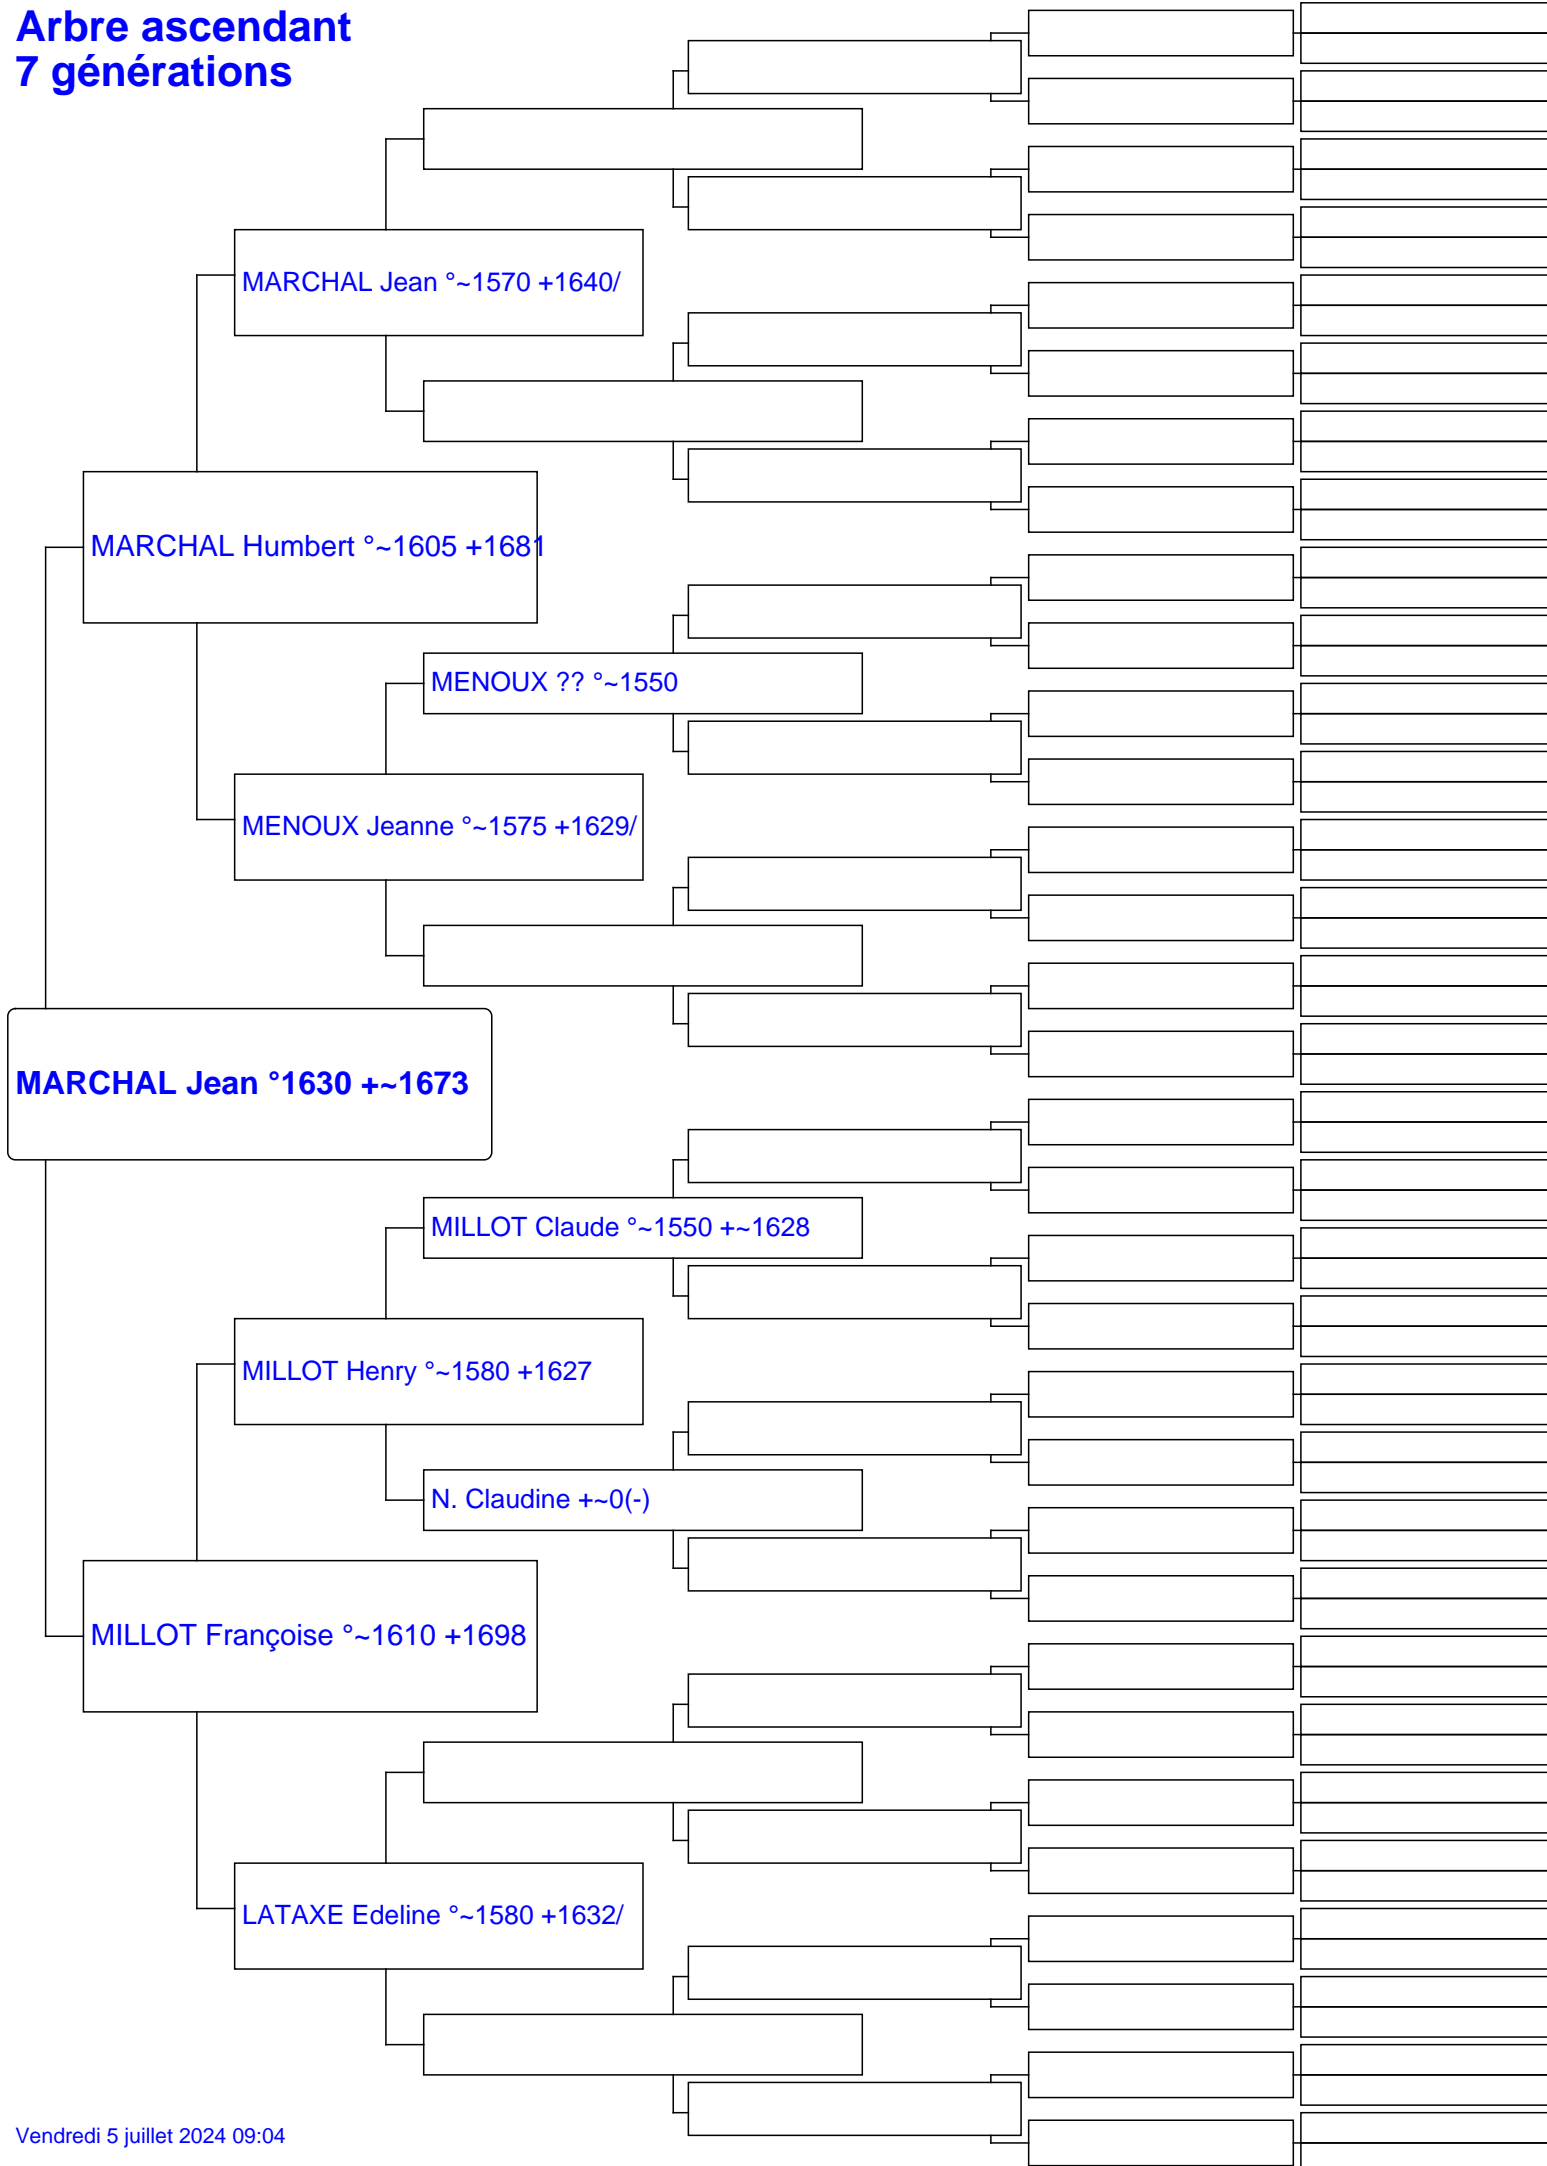 Arbre ascendant
7 générations
MARCHAL Jean °~1570 +1640/
MARCHAL Humbert °~1605 +1681
MENOUX ?? °~1550
MENOUX Jeanne °~1575 +1629/
MARCHAL Jean °1630 +~1673
MILLOT Claude °~1550 +~1628
MILLOT Henry °~1580 +1627
N. Claudine +~0(-)
MILLOT Françoise °~1610 +1698
LATAXE Edeline °~1580 +1632/
Vendredi 5 juillet 2024 09:04